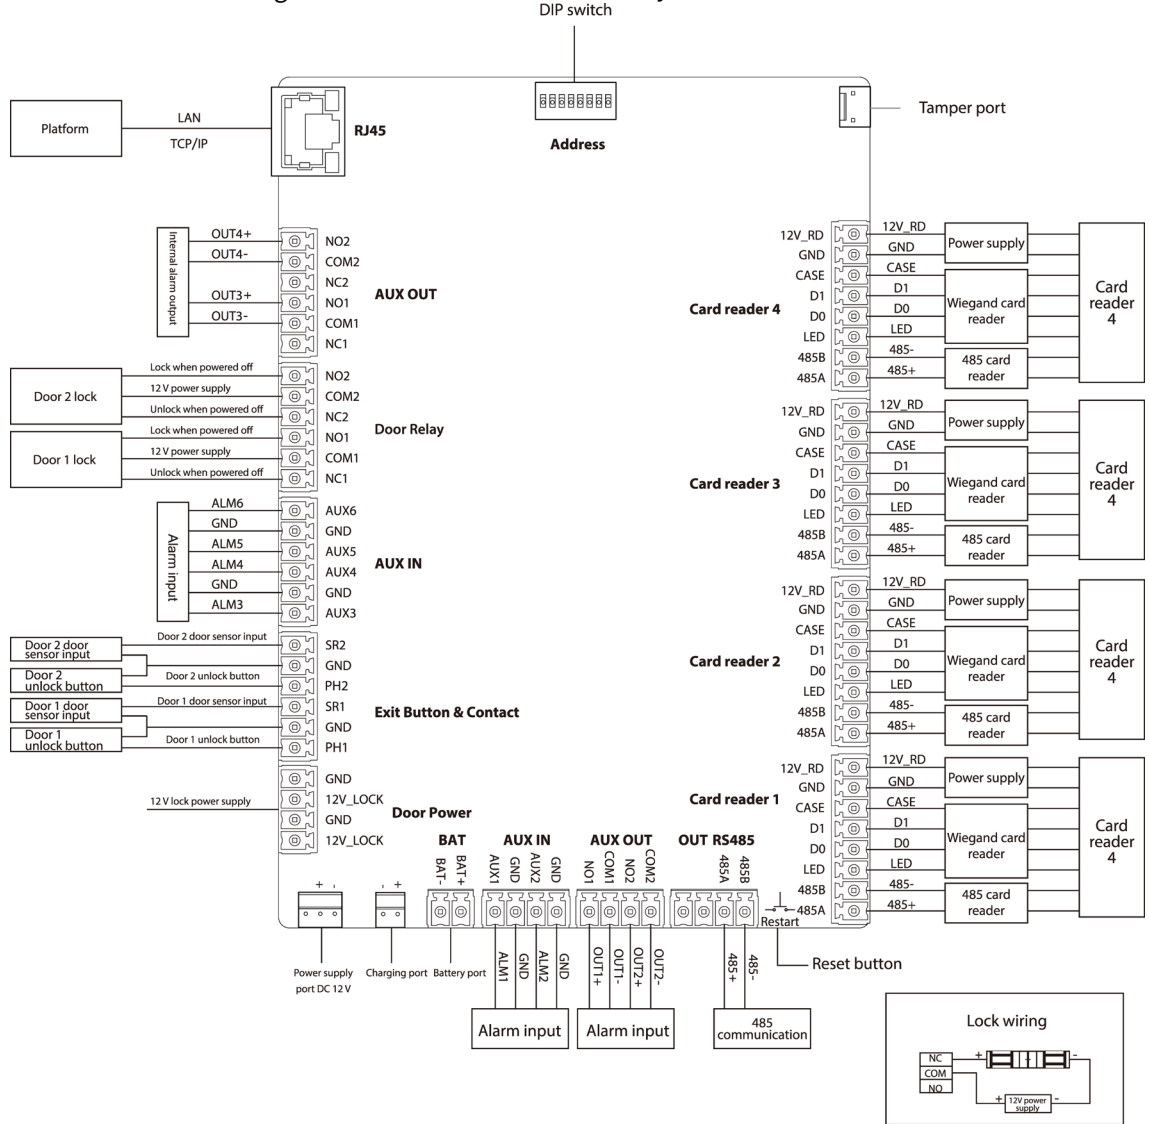 DIP switch
Tamper port
Platform
LAN
TCP/IP
RJ45
Address
Internal alarm output
OUT4+
OUT4-
OUT3+
OUT3-
NO2
COM2
NC2
NO1
COM1
NC1
AUX OUT
Door 2 lock
Door 1 lock
Lock when powered off
12 V power supply
Unlock when powered off
Lock when powered off
12 V power supply
Unlock when powered off
NO2
COM2
NC2
NO1
COM1
NC1
Door Relay
Alarm input
ALM6
GND
ALM5
ALM4
GND
ALM3
AUX6
GND
AUX5
AUX4
GND
AUX3
AUX IN
Door 2 door
sensor input
Door 2
unlock button
Door 1 door
sensor input
Door 1
unlock button
Door 2 door sensor input
Door 2 unlock button
Door 1 door sensor input
Door 1 unlock button
SR2
GND
PH2
SR1
GND
PH1
Exit Button & Contact
12 V lock power supply
GND
12V_LOCK
GND
12V_LOCK
Door Power
Card reader 4
12V_RD
GND
CASE
D1
D0
LED
485B
485A
12V_RD
GND
CASE
D1
D0
LED
485-
485+
Power supply
Wiegand card
reader
485 card
reader
Card
reader
4
Card reader 3
12V_RD
GND
CASE
D1
D0
LED
485B
485A
12V_RD
GND
CASE
D1
D0
LED
485-
485+
Power supply
Wiegand card
reader
485 card
reader
Card
reader
4
Card reader 2
12V_RD
GND
CASE
D1
D0
LED
485B
485A
12V_RD
GND
CASE
D1
D0
LED
485-
485+
Power supply
Wiegand card
reader
485 card
reader
Card
reader
4
Card reader 1
12V_RD
GND
CASE
D1
D0
LED
485B
485A
12V_RD
GND
CASE
D1
D0
LED
485-
485+
Power supply
Wiegand card
reader
485 card
reader
Card
reader
4
BAT
AUX IN
AUX OUT
OUT RS485
BAT-
BAT+
AUX1
GND
AUX2
GND
NO1
COM1
NO2
COM2
485A
485B
+ -
- +
Restart
Power supply
port DC 12 V
Charging port
Battery port
ALM1
GND
ALM2
GND
OUT1+
OUT1-
OUT2+
OUT2-
485+
485-
Reset button
Alarm input
Alarm input
485
communication
Lock wiring
NC
COM
NO
+
-
+
12V power
supply
-